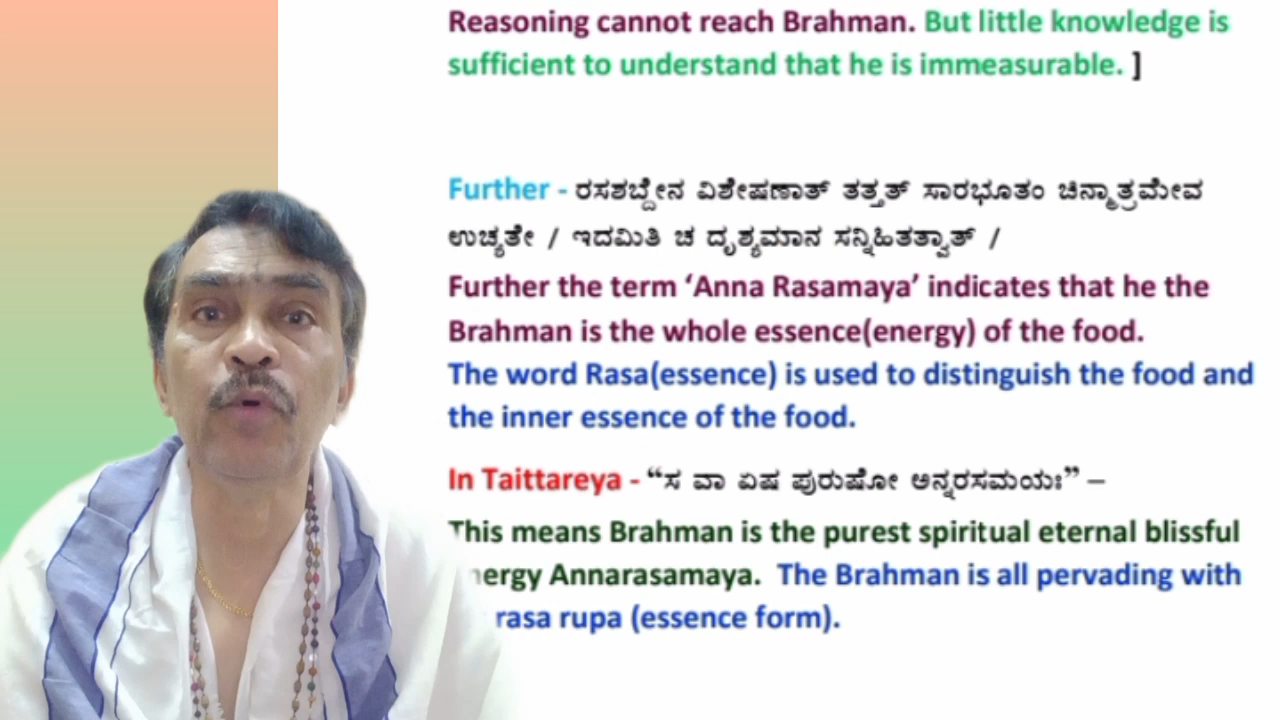 Reasoning cannot reach Brahman. But little knowledge is
sufficient to understand that he is immeasurable. ]
Further - ರಸಶಬ್ದೇನ ವಿಶೇಷಣಾತ್ ತತ್ತತ್ ಸಾರಭೂತಂ ಚಿನ್ಮಾತ್ರಮೇವ
ಉಚ್ಯತೇ / ಇದಮಿತಿ ಚ ದೃಶ್ಯಮಾನ ಸನ್ನಿಹಿತತ್ವಾತ್ /
Further the term ‘Anna Rasamaya’ indicates that he the
Brahman is the whole essence(energy) of the food.
The word Rasa(essence) is used to distinguish the food and
the inner essence of the food.
In Taittareya - “ಸ ವಾ ಏಷ ಪುರುಷೋ ಅನ್ನರಸಮಯಃ” –
This means Brahman is the purest spiritual eternal blissful
Annarasamaya. The Brahman is all pervading with
rasa rupa (essence form).